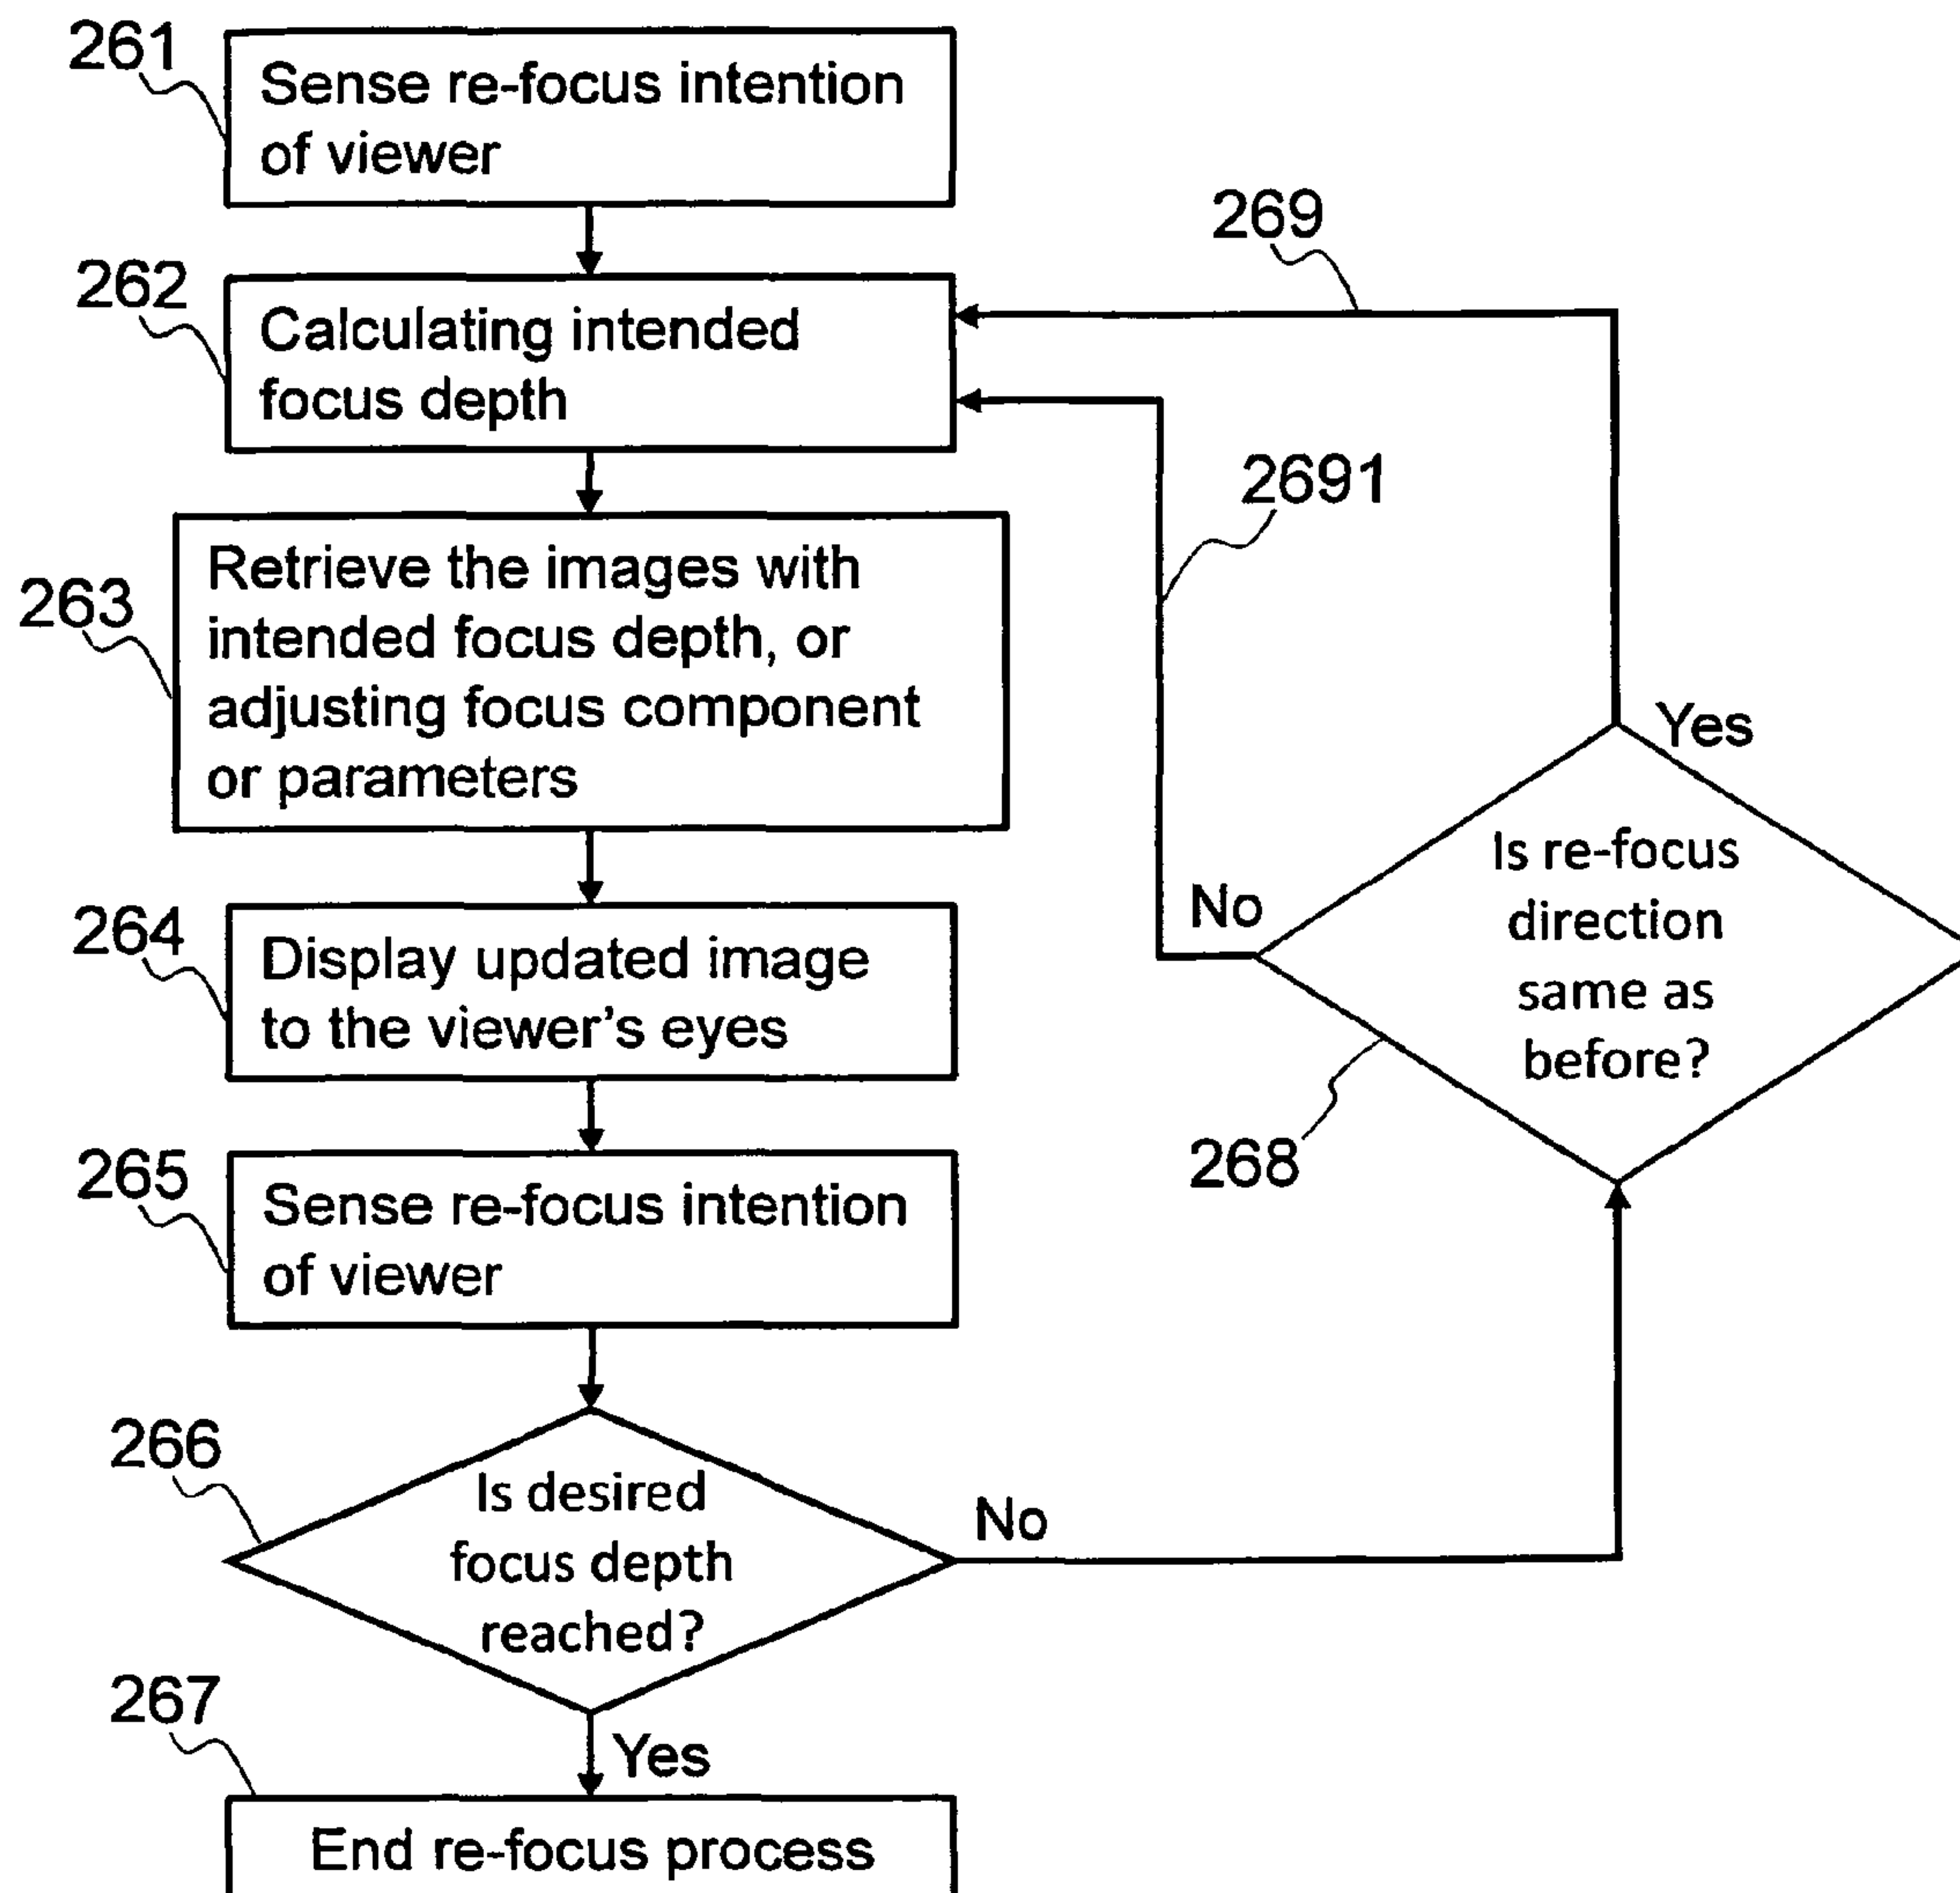 261
Sense re-focus intention
of viewer
262
Calculating intended
focus depth
269
2691
263
Retrieve the images with
intended focus depth, or
adjusting focus component
or parameters
Yes
Is re-focus
direction
same as
before?
No
268
264
Display updated image
to the viewer's eyes
265
Sense re-focus intention
of viewer
266
Is desired
focus depth
reached?
No
Yes
267
End re-focus process